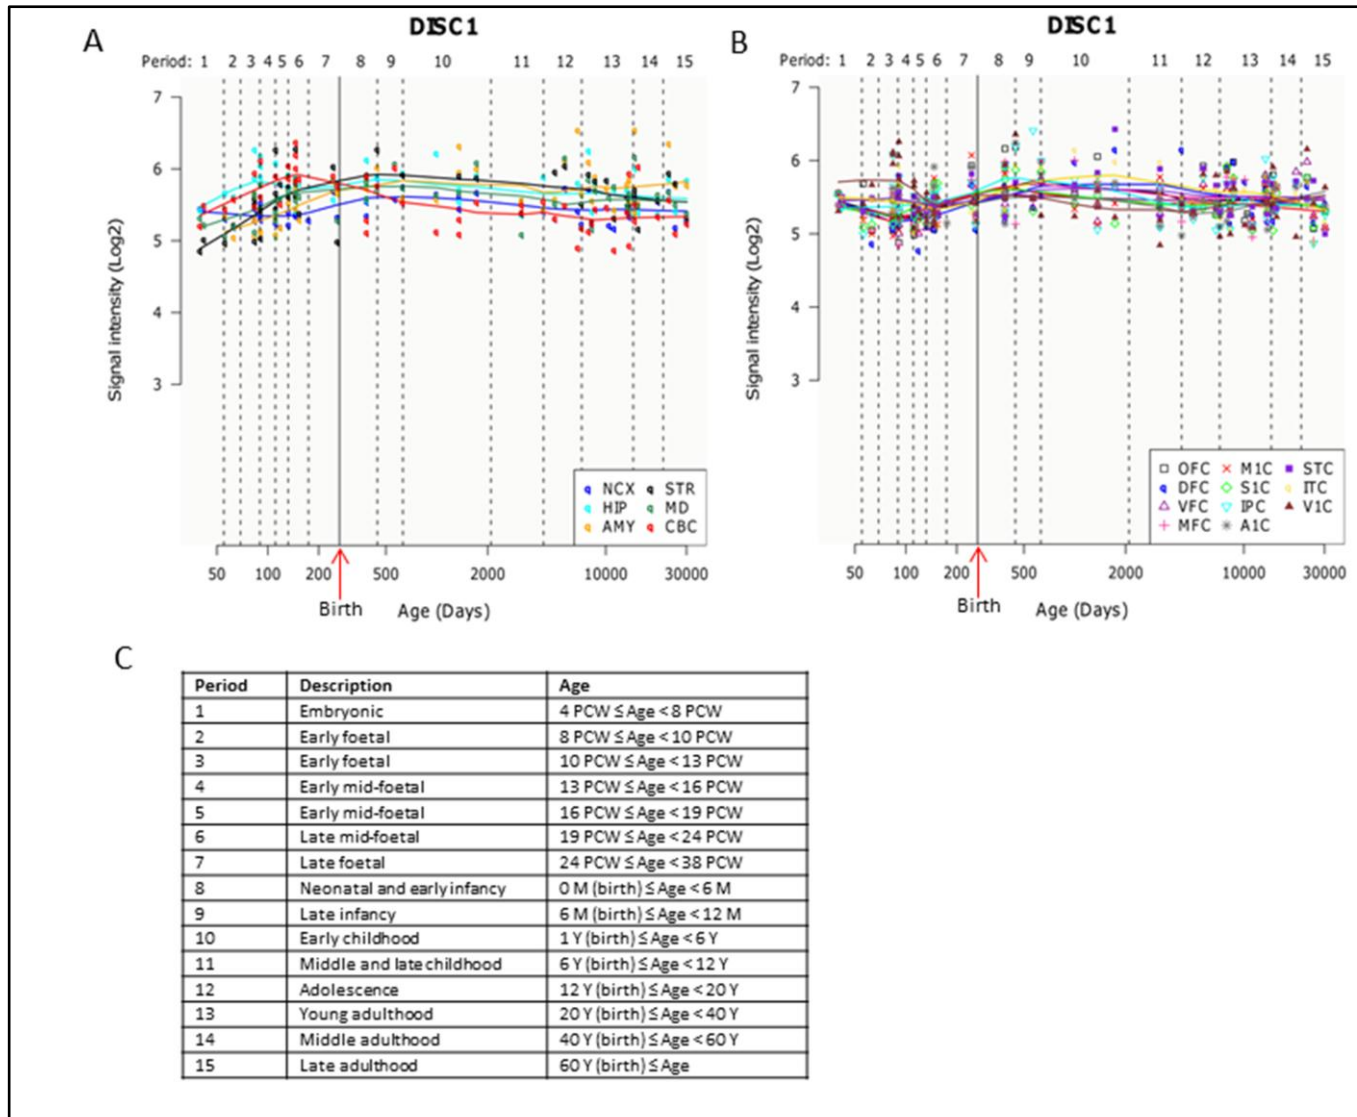 A
DISC1
Period: 1 2 3 4 5 6 7 8 9 10 11 12 13 14 15
7
6
5
4
3
Signal intensity (Log2)
NCX STR
HIP MD
AMY CBC
50 100 200 500 2000 10000 30000
Birth
Age (Days)
B
DISC1
Period: 1 2 3 4 5 6 7 8 9 10 11 12 13 14 15
7
6
5
4
3
Signal intensity (Log2)
OFC M1C STC
DFC S1C ITC
VFC IPC V1C
MFC A1C
50 100 200 500 2000 10000 30000
Birth
Age (Days)
C
Period Description Age
1 Embryonic 4 PCW ≤ Age < 8 PCW
2 Early foetal 8 PCW ≤ Age < 10 PCW
3 Early foetal 10 PCW ≤ Age < 13 PCW
4 Early mid-foetal 13 PCW ≤ Age < 16 PCW
5 Early mid-foetal 16 PCW ≤ Age < 19 PCW
6 Late mid-foetal 19 PCW ≤ Age < 24 PCW
7 Late foetal 24 PCW ≤ Age < 38 PCW
8 Neonatal and early infancy 0 M (birth) ≤ Age < 6 M
9 Late infancy 6 M (birth) ≤ Age < 12 M
10 Early childhood 1 Y (birth) ≤ Age < 6 Y
11 Middle and late childhood 6 Y (birth) ≤ Age < 12 Y
12 Adolescence 12 Y (birth) ≤ Age < 20 Y
13 Young adulthood 20 Y (birth) ≤ Age < 40 Y
14 Middle adulthood 40 Y (birth) ≤ Age < 60 Y
15 Late adulthood 60 Y (birth) ≤ Age